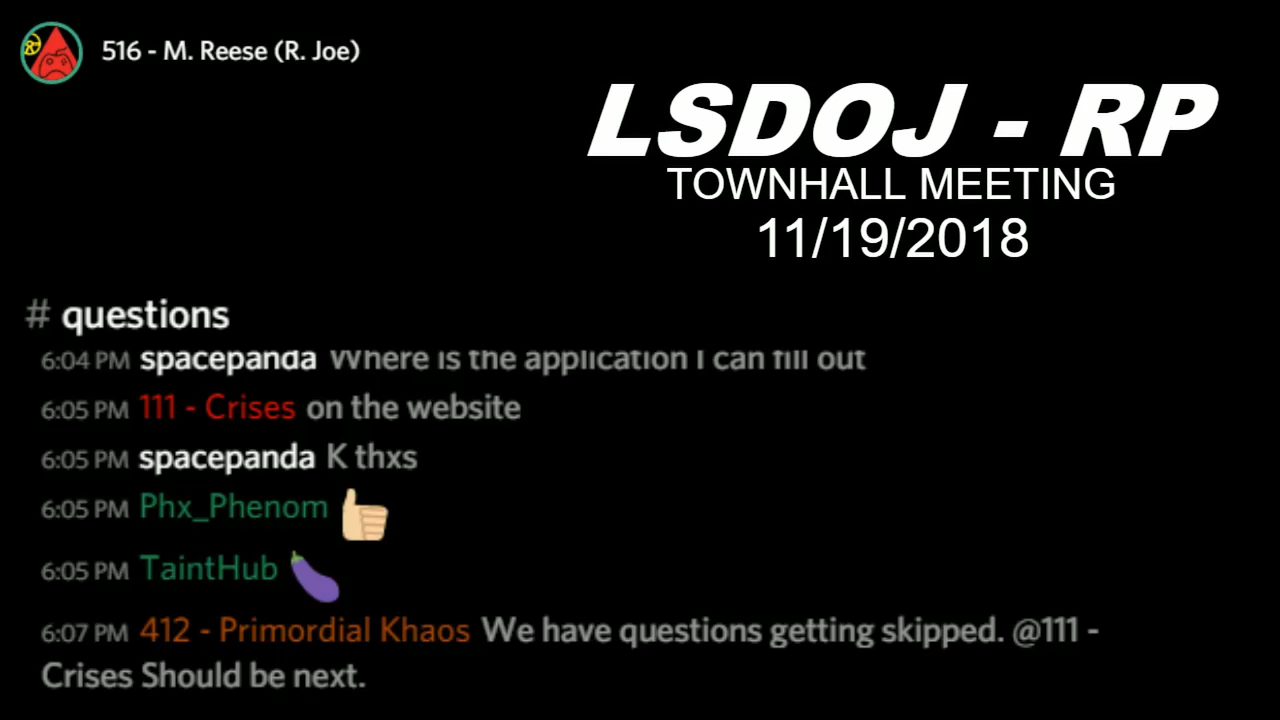 516 - M. Reese (R. Joe)
LSDOJ - RP
TOWNHALL MEETING
11/19/2018
# questions
6:04 PM spacepanda Where is the application I can fill out
6:05 PM 111 - Crises on the website
6:05 PM spacepanda K thxs
6:05 PM Phx_Phenom
6:05 PM TaintHub
6:07 PM 412 - Primordial Khaos We have questions getting skipped. @111 -
Crises Should be next.